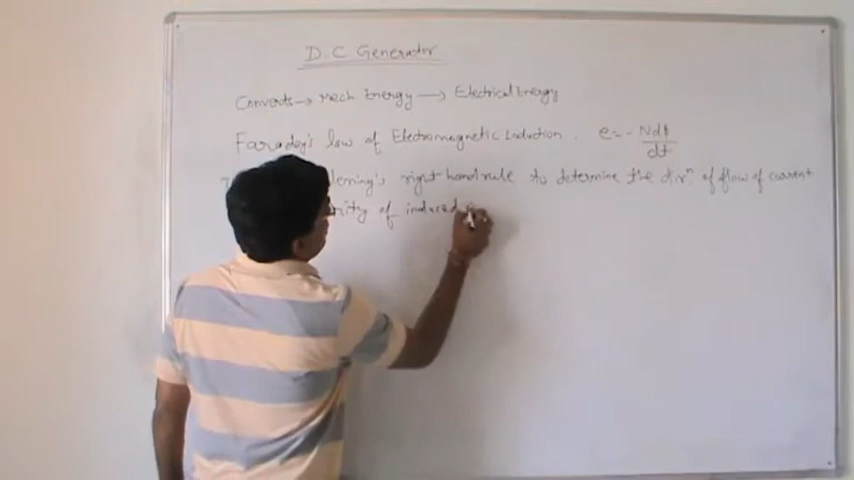 D.C Generator
Converts → Mech Energy → Electrical Energy
Faraday's law of Electromagnetic Induction. e = - Ndϕ/dt
right hand rule to determine the dirⁿ of flow of current
of induced